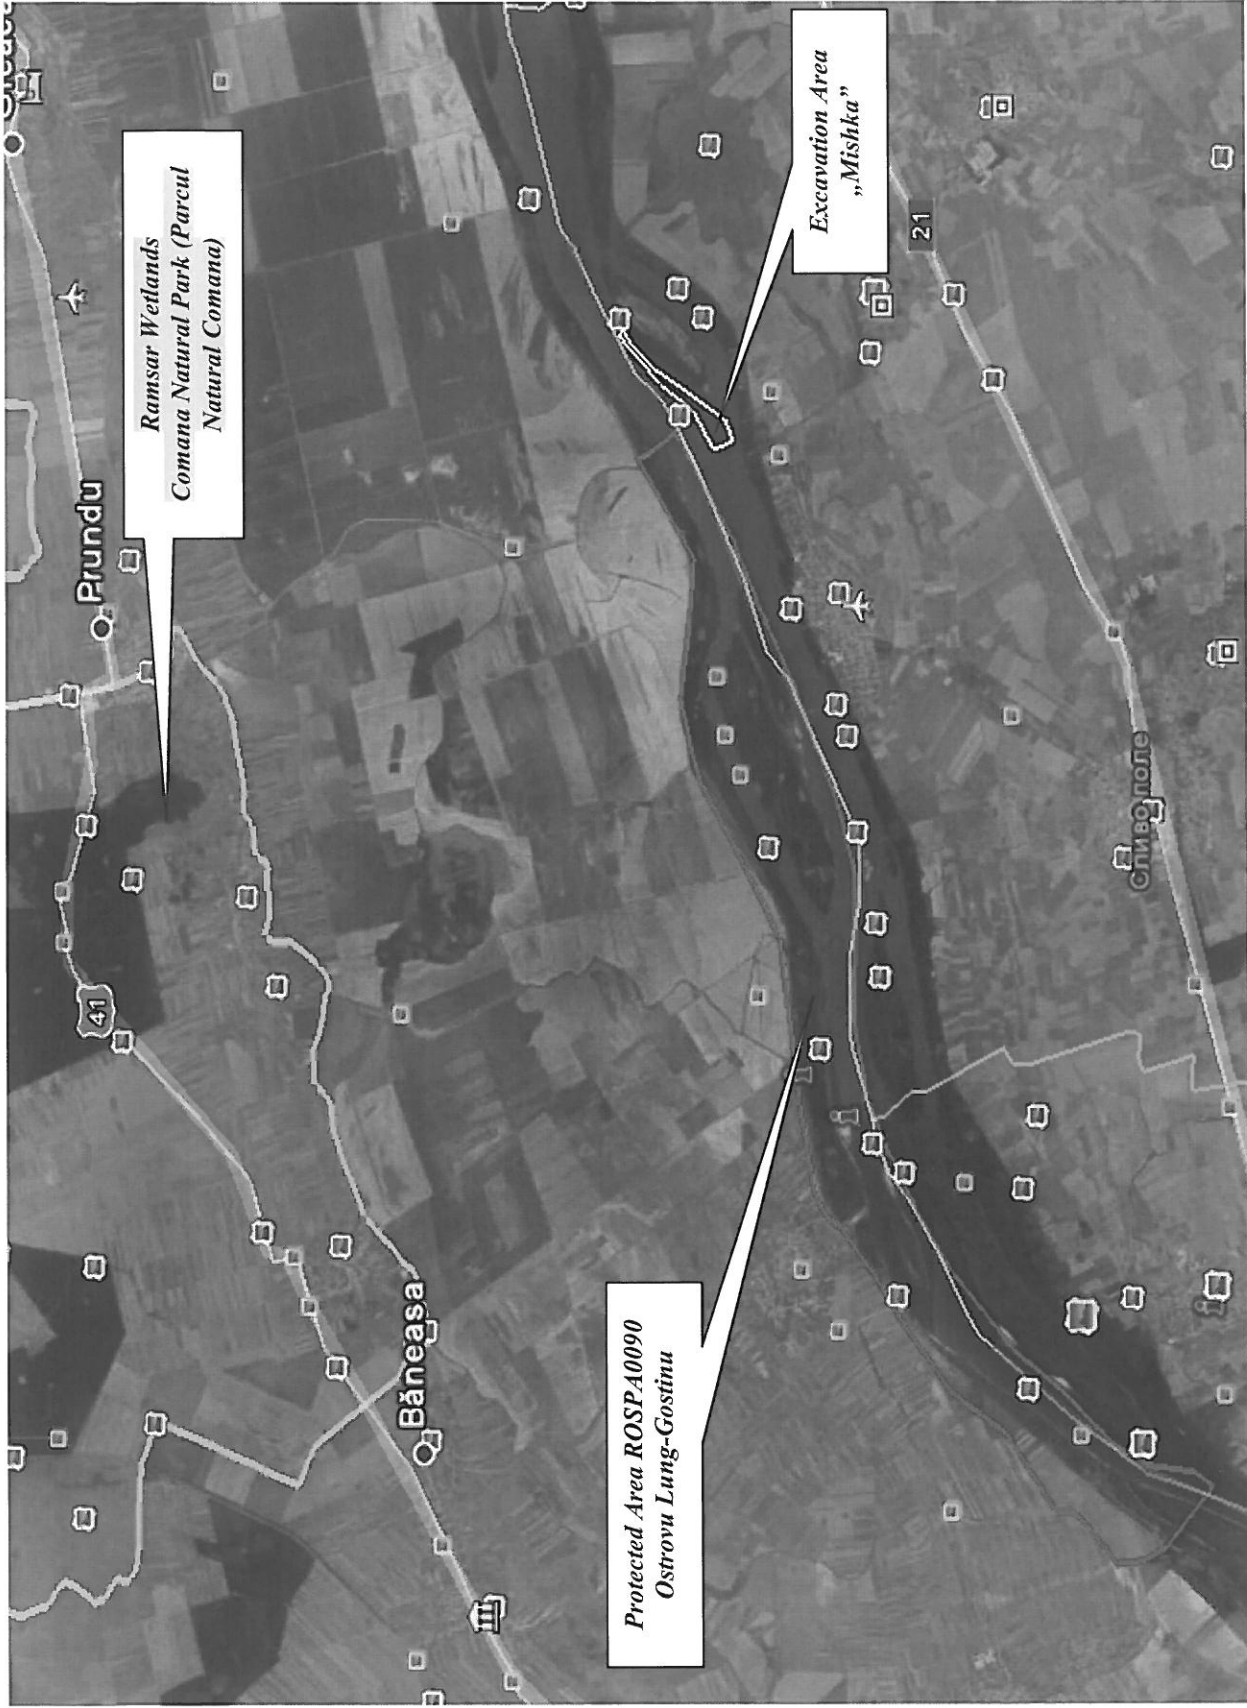 Prundu
Ramsar Wetlands
Comana Natural Park (Parcul
Natural Comana)
41
Băneasa
Protected Area ROSPA0090
Ostrovu Lung-Gostinu
Excavation Area
„Mishka”
21
Сливо поле